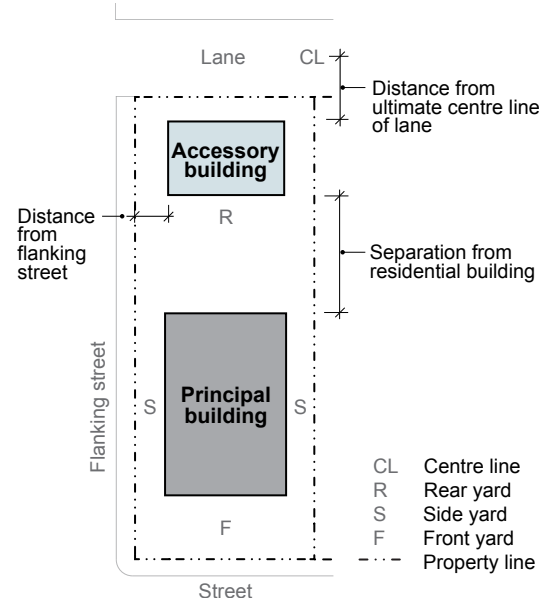 Lane
CL
Distance from
ultimate centre line
of lane
Accessory
building
Distance
from
flanking
street
R
Separation from
residential building
Flanking street
S
Principal
building
S
F
CL Centre line
R Rear yard
S Side yard
F Front yard
Property line
Street